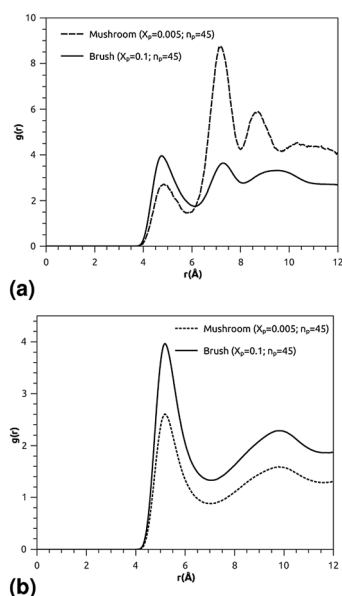 10
8
6
4
2
0
g(r)
Mushroom (Xp=0.005; np=45)
Brush (Xp=0.1; np=45)
0 2 4 6 8 10 12
r(Å)
(a)
4
3
2
1
0
g(r)
Mushroom (Xp=0.005; np=45)
Brush (Xp=0.1; np=45)
0 2 4 6 8 10 12
r(Å)
(b)